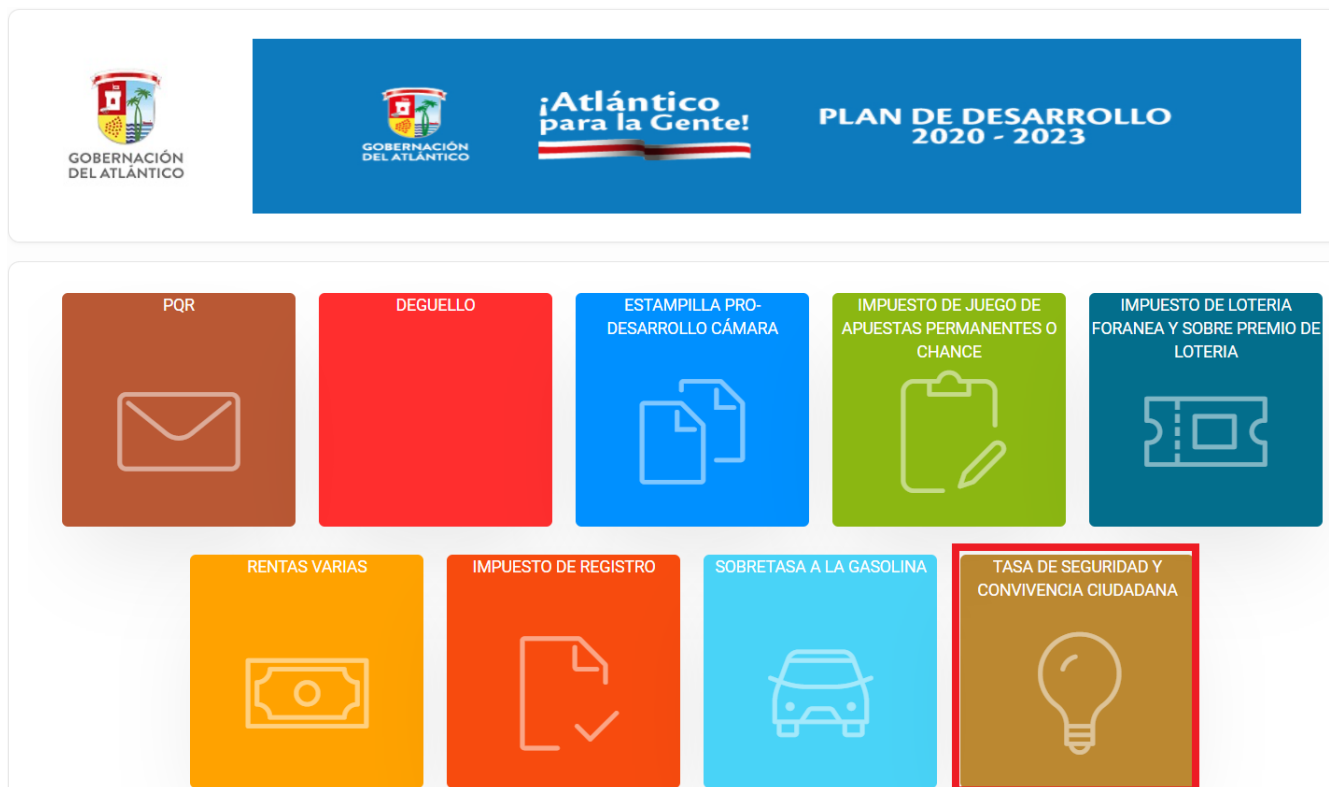 GOBERNACIÓN
DEL ATLÁNTICO
GOBERNACIÓN
DEL ATLÁNTICO
¡Atlántico
para la Gente!
PLAN DE DESARROLLO
2020 - 2023
PQR
DEGUELLO
ESTAMPILLA PRO-
DESARROLLO CÁMARA
IMPUESTO DE JUEGO DE
APUESTAS PERMANENTES O
CHANCE
IMPUESTO DE LOTERIA
FORANEA Y SOBRE PREMIO DE
LOTERIA
RENTAS VARIAS
IMPUESTO DE REGISTRO
SOBRETASA A LA GASOLINA
TASA DE SEGURIDAD Y
CONVIVENCIA CIUDADANA